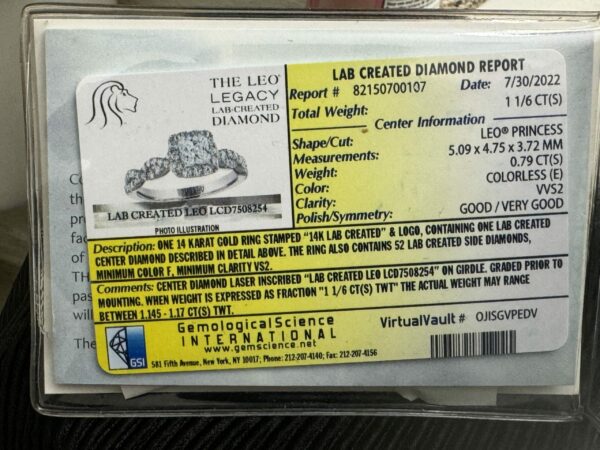 THE LEO®
LEGACY
LAB-CREATED
DIAMOND
LAB CREATED LEO LCD7508254
PHOTO ILLUSTRATION
LAB CREATED DIAMOND REPORT
Report # 82150700107 Date: 7/30/2022
Total Weight: 1 1/6 CT(S)
Center Information
Shape/Cut: LEO® PRINCESS
Measurements: 5.09 x 4.75 x 3.72 MM
Weight: 0.79 CT(S)
Color: COLORLESS (E)
Clarity: VVS2
Polish/Symmetry: GOOD / VERY GOOD
Description: ONE 14 KARAT GOLD RING STAMPED "14K LAB CREATED" & LOGO, CONTAINING ONE LAB CREATED
CENTER DIAMOND DESCRIBED IN DETAIL ABOVE. THE RING ALSO CONTAINS 52 LAB CREATED SIDE DIAMONDS,
MINIMUM COLOR F, MINIMUM CLARITY VS2.
Comments: CENTER DIAMOND LASER INSCRIBED "LAB CREATED LEO LCD7508254" ON GIRDLE. GRADED PRIOR TO
MOUNTING. WHEN WEIGHT IS EXPRESSED AS FRACTION "1 1/6 CT(S) TWT" THE ACTUAL WEIGHT MAY RANGE
BETWEEN 1.145 - 1.17 CT(S) TWT.
GSI
GemologicalScience
INTERNATIONAL
www.gemscience.net
581 Fifth Avenue, New York, NY 10017; Phone: 212-207-4140; Fax: 212-207-4156
VirtualVault # OJISGVPEDV